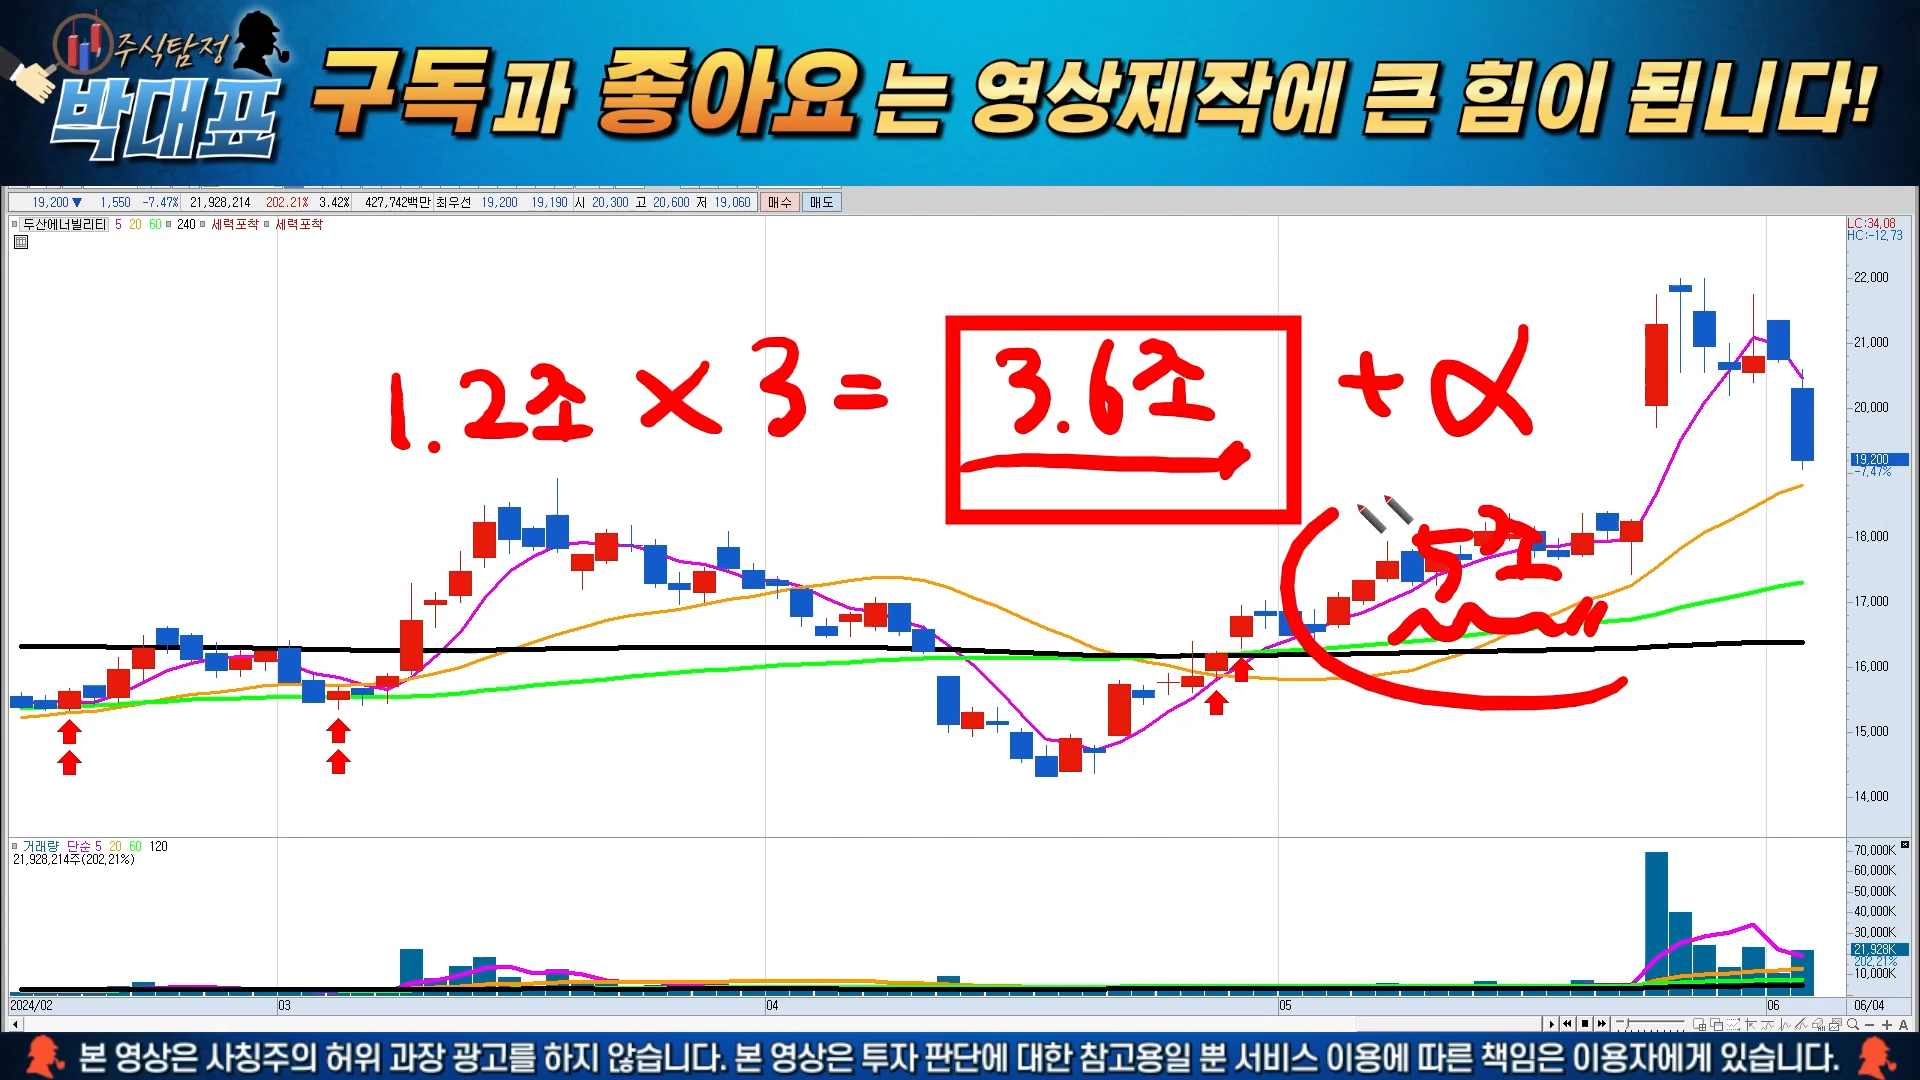 주식탐정
박대표
구독과 좋아요는 영상제작에 큰 힘이 됩니다!
19,200▼ 1,550 -7.47% 21,928,214 202.21% 3.42% 427,742백만 최우선 19,200 19,190 시 20,300 고 20,600 저 19,060 매수 매도
두산에너빌리티 5 20 60 240 세력포착 세력포착
LC:34,08
HC:-12,73
22,000
21,000
20,000
19,200
-7,47%
18,000
17,000
16,000
15,000
14,000
1.2조 × 3 = 3.6조 + α
5조
거래량 단순 5 20 60 120
21,928,214주(202,21%)
70,000K
60,000K
50,000K
40,000K
30,000K
21,928K
202,21%
10,000K
2024/02 03 04 05 06 06/04
A
본 영상은 사칭주의 허위 과장 광고를 하지 않습니다. 본 영상은 투자 판단에 대한 참고용일 뿐 서비스 이용에 따른 책임은 이용자에게 있습니다.